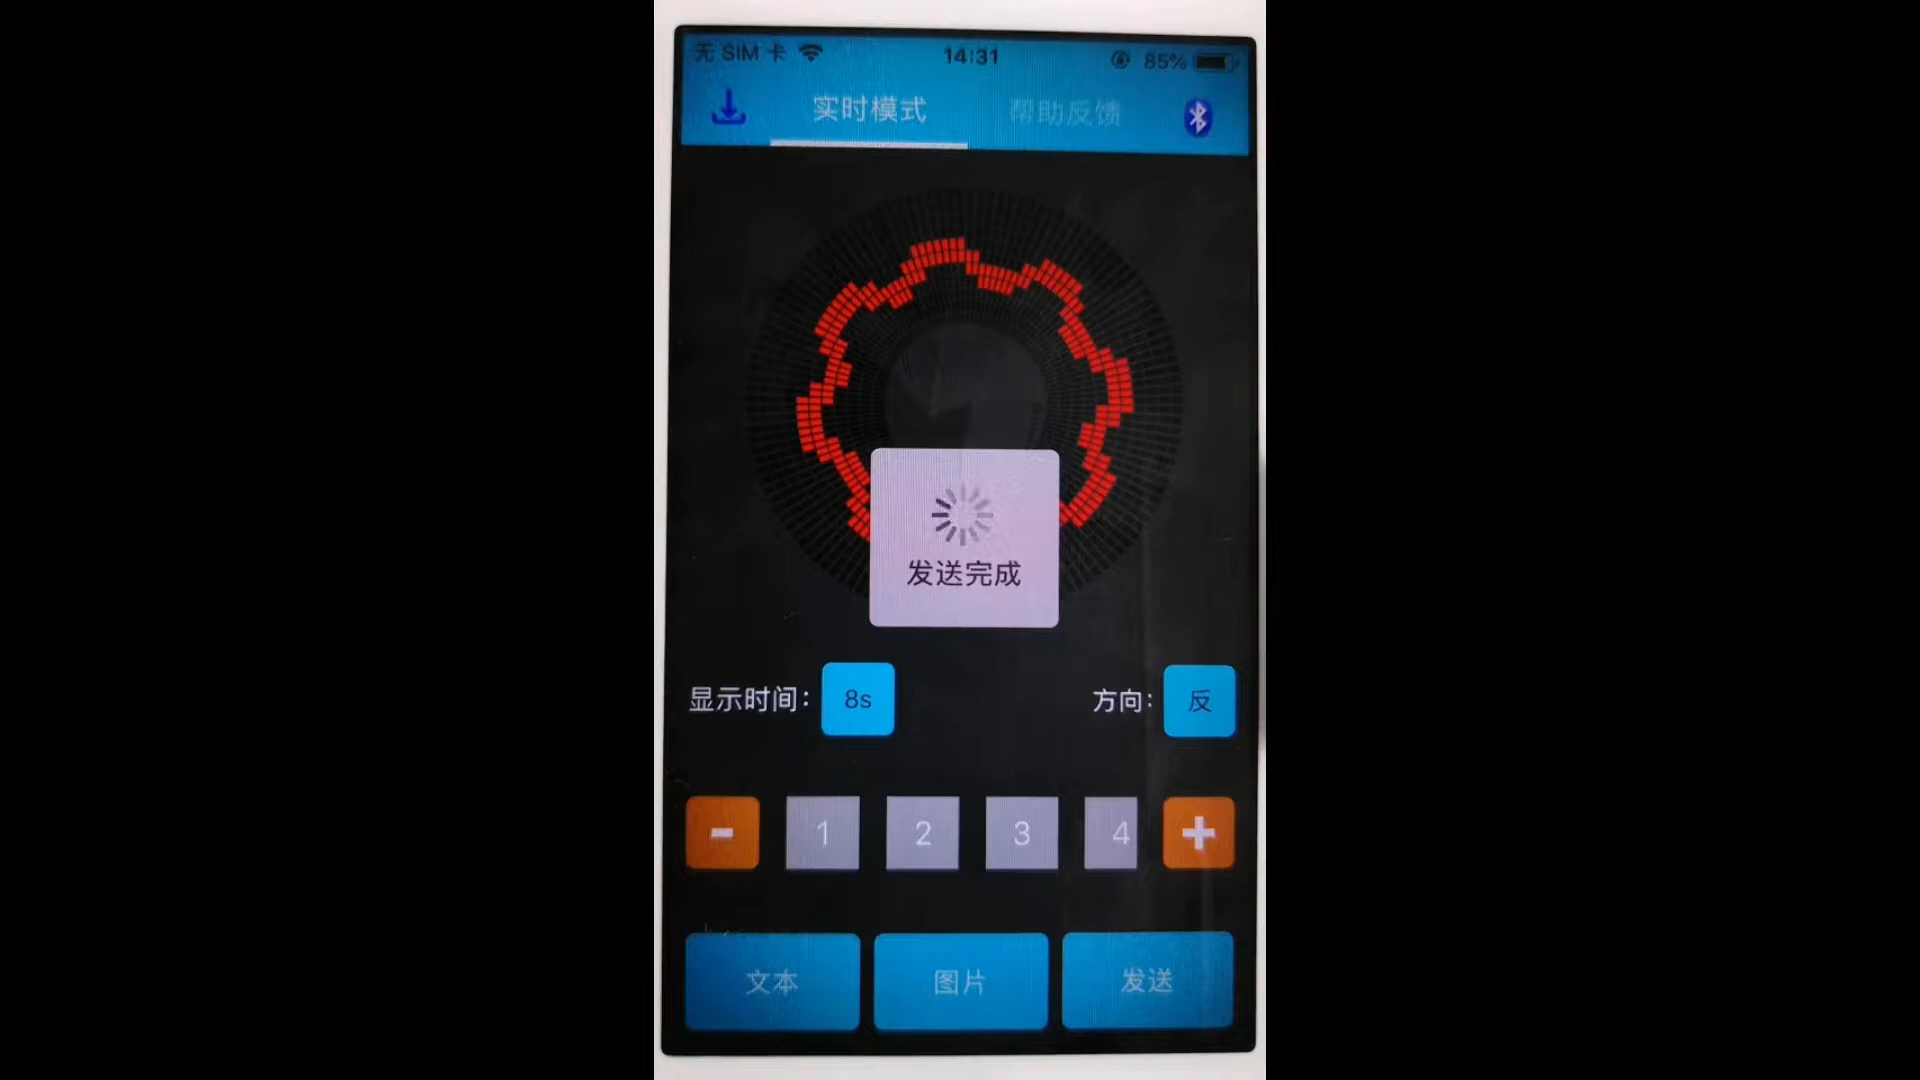 无 SIM 卡 14:31 85%
实时模式 帮助反馈
发送完成
显示时间： 8s 方向： 反
- 1 2 3 4 +
文本 图片 发送